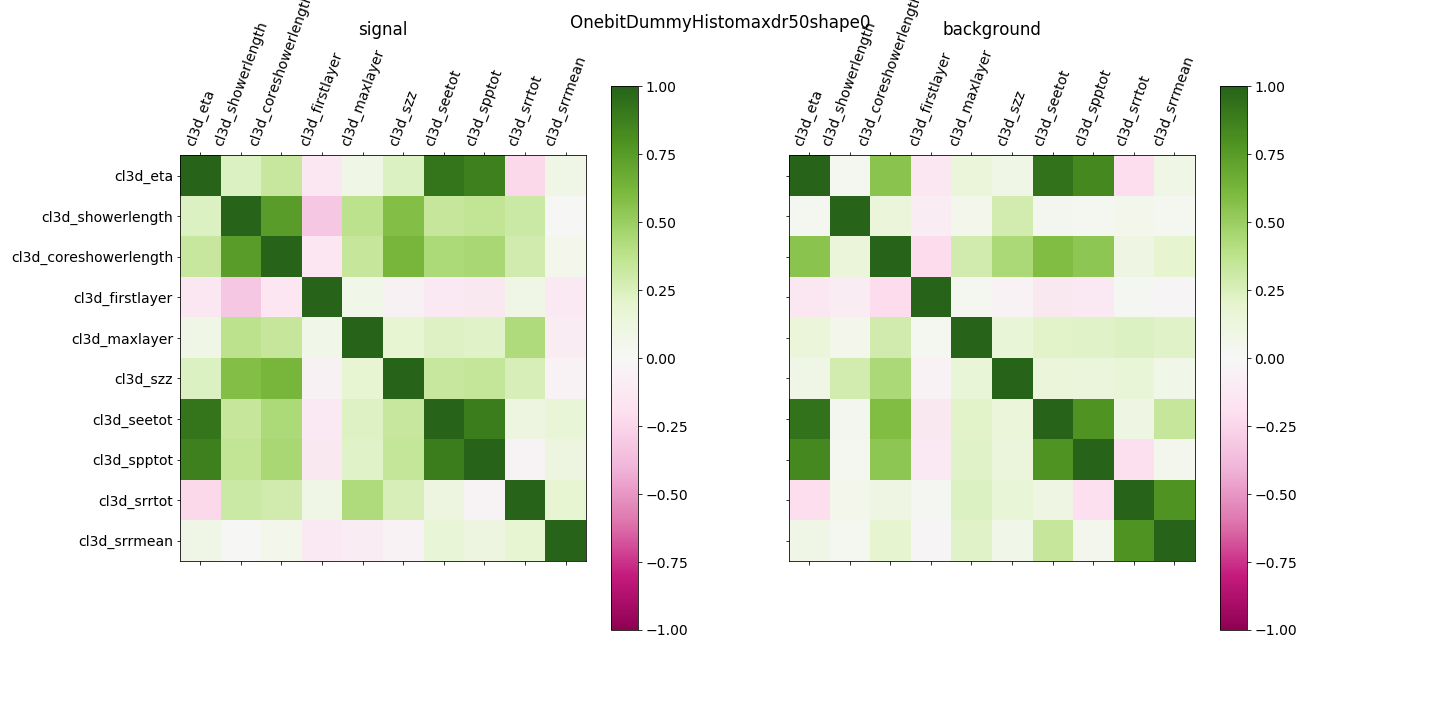 OnebitDummyHistomaxdr50shape0
signal
background
cl3d_eta
cl3d_showerlength
cl3d_coreshowerlength
cl3d_firstlayer
cl3d_maxlayer
cl3d_szz
cl3d_seetot
cl3d_spptot
cl3d_srrtot
cl3d_srrmean
cl3d_eta
cl3d_showerlength
cl3d_coreshowerlength
cl3d_firstlayer
cl3d_maxlayer
cl3d_szz
cl3d_seetot
cl3d_spptot
cl3d_srrtot
cl3d_srrmean
cl3d_eta
cl3d_showerlength
cl3d_coreshowerlength
cl3d_firstlayer
cl3d_maxlayer
cl3d_szz
cl3d_seetot
cl3d_spptot
cl3d_srrtot
cl3d_srrmean
1.00
0.75
0.50
0.25
0.00
−0.25
−0.50
−0.75
−1.00
1.00
0.75
0.50
0.25
0.00
−0.25
−0.50
−0.75
−1.00